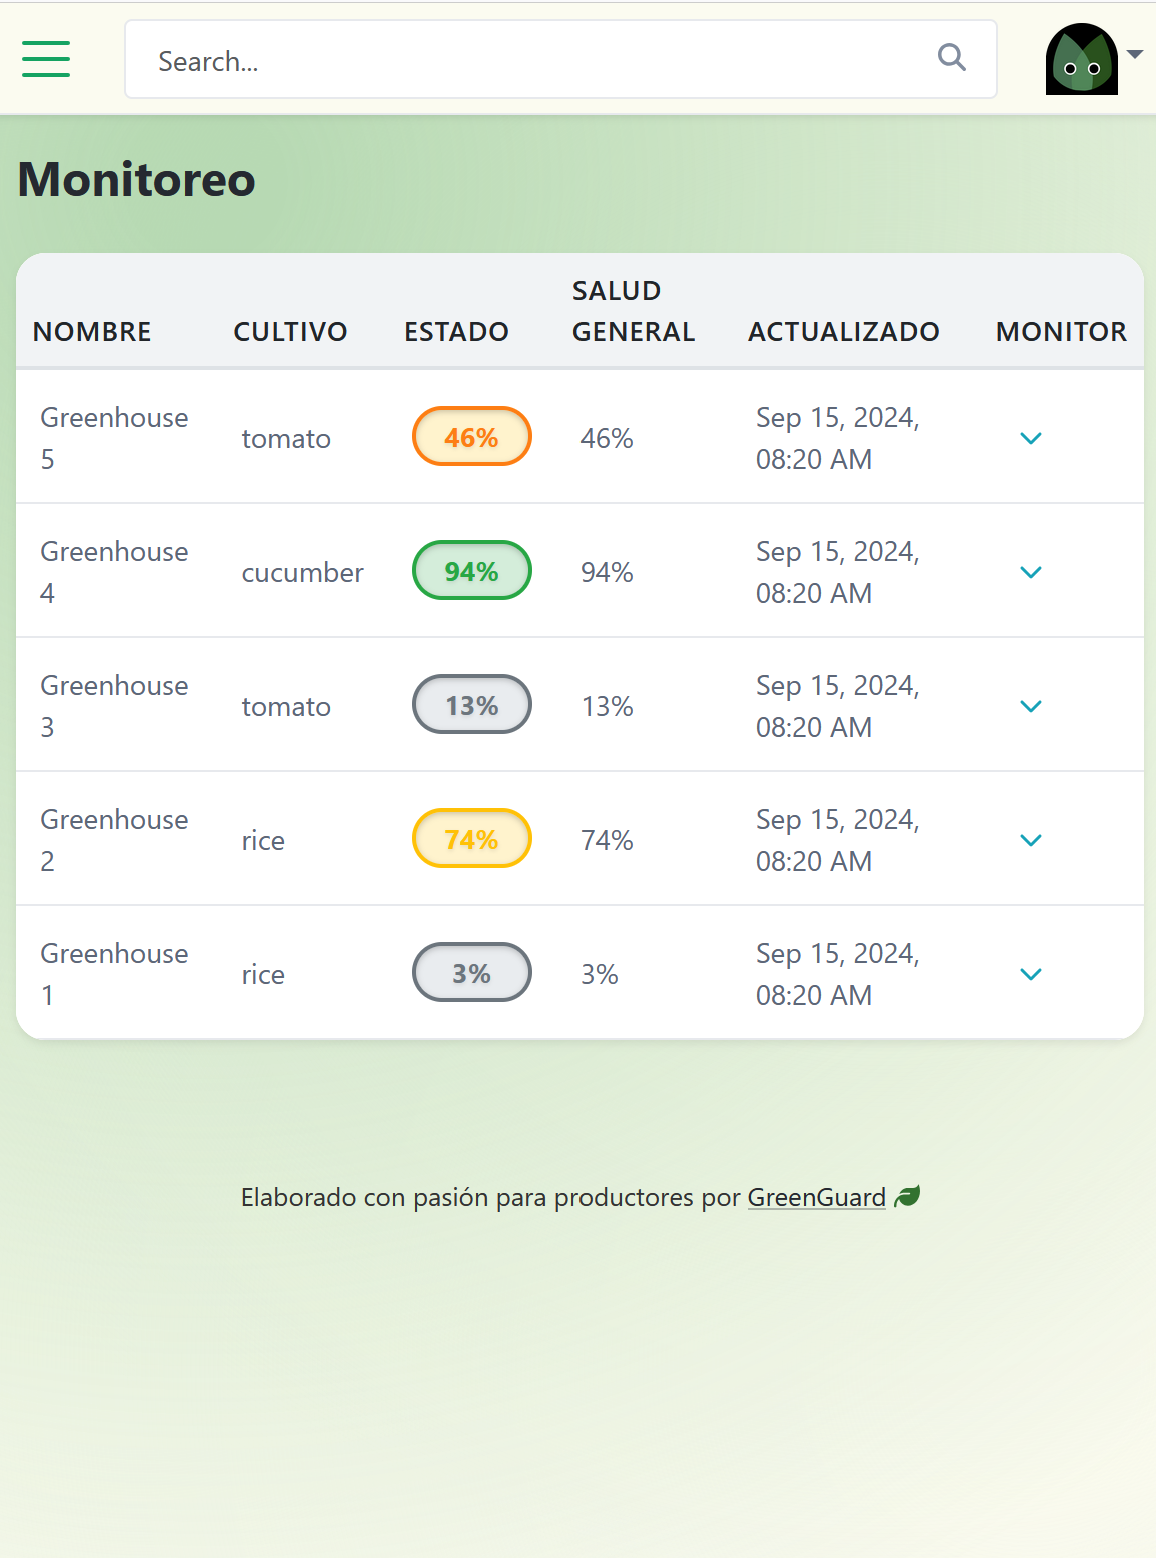 Search...
Monitoreo
SALUD
NOMBRE CULTIVO ESTADO GENERAL ACTUALIZADO MONITOR
Greenhouse
5
tomato
46%
46%
Sep 15, 2024,
08:20 AM
Greenhouse
4
cucumber
94%
94%
Sep 15, 2024,
08:20 AM
Greenhouse
3
tomato
13%
13%
Sep 15, 2024,
08:20 AM
Greenhouse
2
rice
74%
74%
Sep 15, 2024,
08:20 AM
Greenhouse
1
rice
3%
3%
Sep 15, 2024,
08:20 AM
Elaborado con pasión para productores por GreenGuard